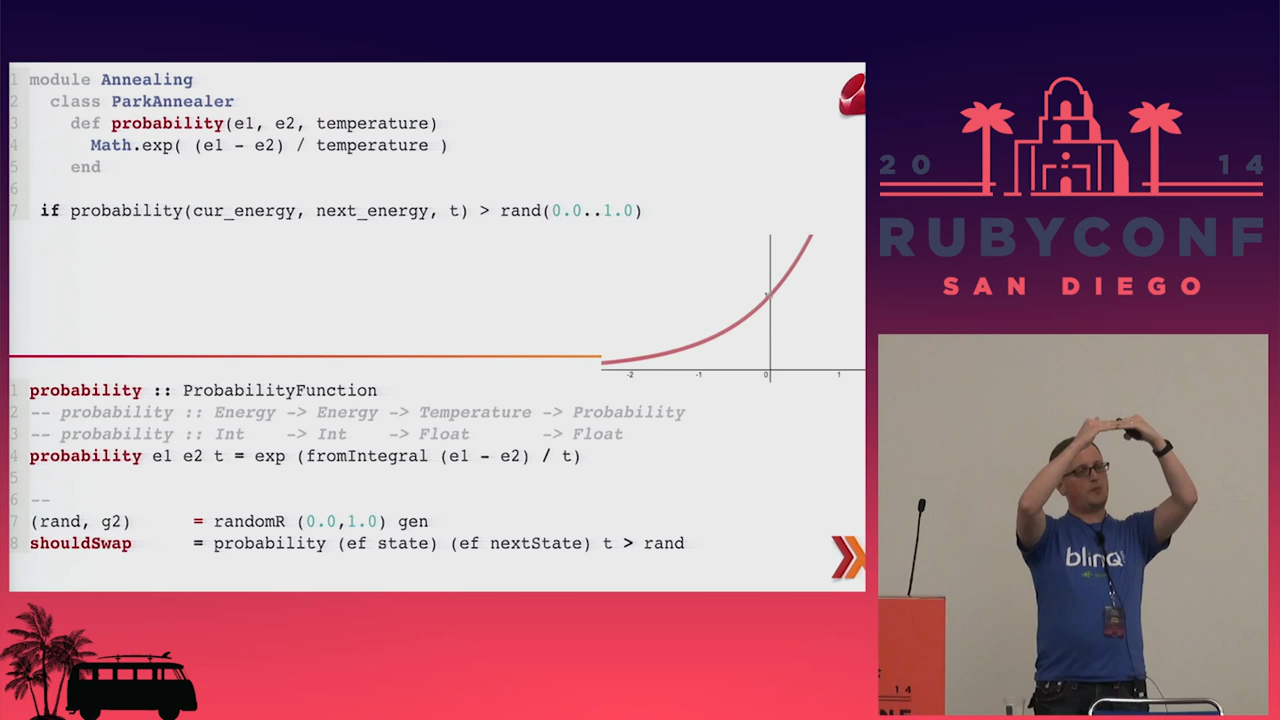 1 module Annealing
2 class ParkAnnealer
3 def probability(e1, e2, temperature)
4 Math.exp( (e1 - e2) / temperature )
5 end
6
7 if probability(cur_energy, next_energy, t) > rand(0.0..1.0)
1
-2 -1 0 1
1 probability :: ProbabilityFunction
2 -- probability :: Energy -> Energy -> Temperature -> Probability
3 -- probability :: Int -> Int -> Float -> Float
4 probability e1 e2 t = exp (fromIntegral (e1 - e2) / t)
5
6 --
7 (rand, g2) = randomR (0.0,1.0) gen
8 shouldSwap = probability (ef state) (ef nextState) t > rand
20 14
RUBYCONF
SAN DIEGO
blinq
14